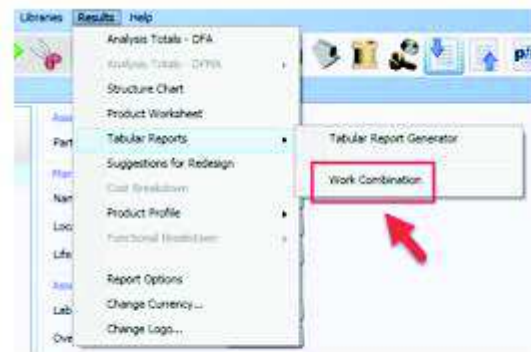 Libraries Results Help
Analysis Totals - DFA
Analysis Totals - DFMA
Structure Chart
Product Worksheet
Tabular Reports
Suggestions for Redesign
Cost Breakdown
Product Profile
Functional Breakdown
Report Options
Change Currency...
Change Logo...
Tabular Report Generator
Work Combination
Part
Nam
Loca
Life
Lab
Ove